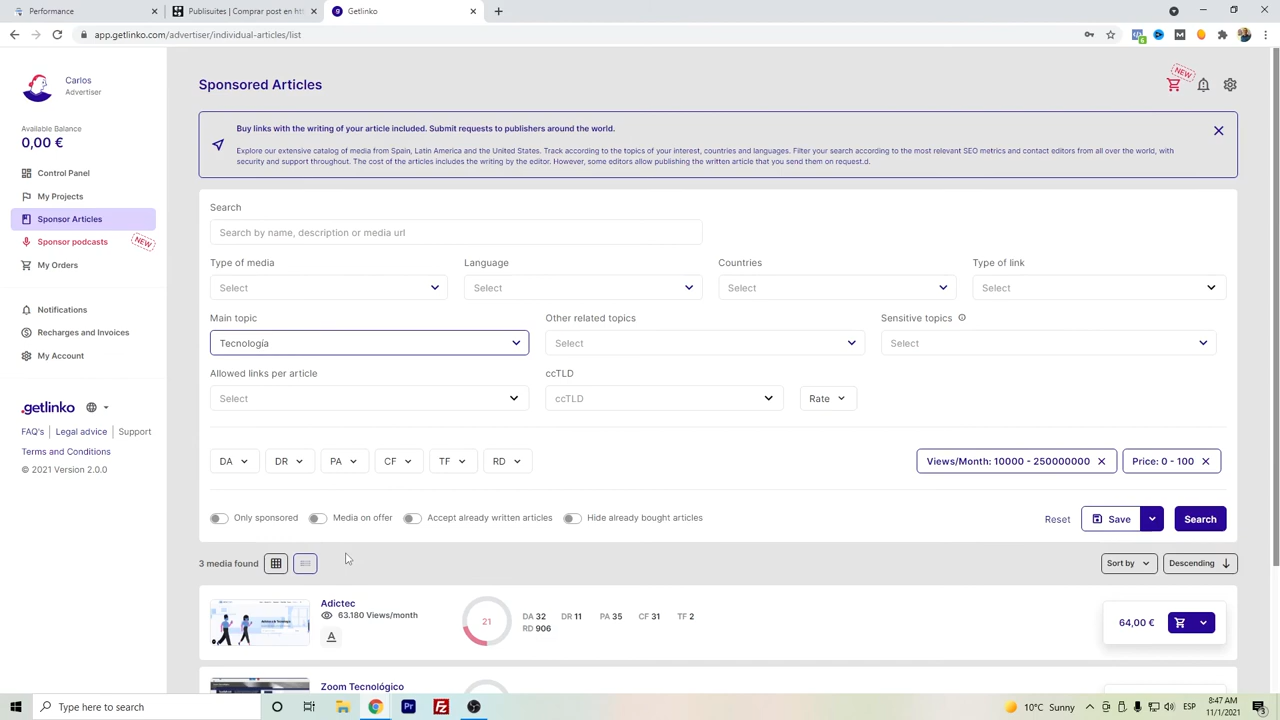 Performance
Publisuites | Comprar post en htt
Getlinko
app.getlinko.com/advertiser/individual-articles/list
Carlos
Advertiser
Available Balance
0,00 €
Control Panel
My Projects
Sponsor Articles
Sponsor podcasts
NEW
My Orders
Notifications
Recharges and Invoices
My Account
getlinko
FAQ's
Legal advice
Support
Terms and Conditions
© 2021 Version 2.0.0
Sponsored Articles
NEW
Buy links with the writing of your article included. Submit requests to publishers around the world.
Explore our extensive catalog of media from Spain, Latin America and the United States. Track according to the topics of your interest, countries and languages. Filter your search according to the most relevant SEO metrics and contact editors from all over the world, with
security and support throughout. The cost of the articles includes the writing by the editor. However, some editors allow publishing the written article that you send them on request.d.
Search
Search by name, description or media url
Type of media Language Countries Type of link
Select Select Select Select
Main topic Other related topics Sensitive topics
Tecnología Select Select
Allowed links per article ccTLD
Select ccTLD Rate
DA DR PA CF TF RD Views/Month: 10000 - 250000000 Price: 0 - 100
Only sponsored Media on offer Accept already written articles Hide already bought articles Reset Save Search
3 media found Sort by Descending
Adictec
63.180 Views/month
A
21
DA 32 DR 11 PA 35 CF 31 TF 2
RD 906
64,00 €
Zoom Tecnológico
Type here to search
10°C Sunny
ESP
8:47 AM
11/1/2021